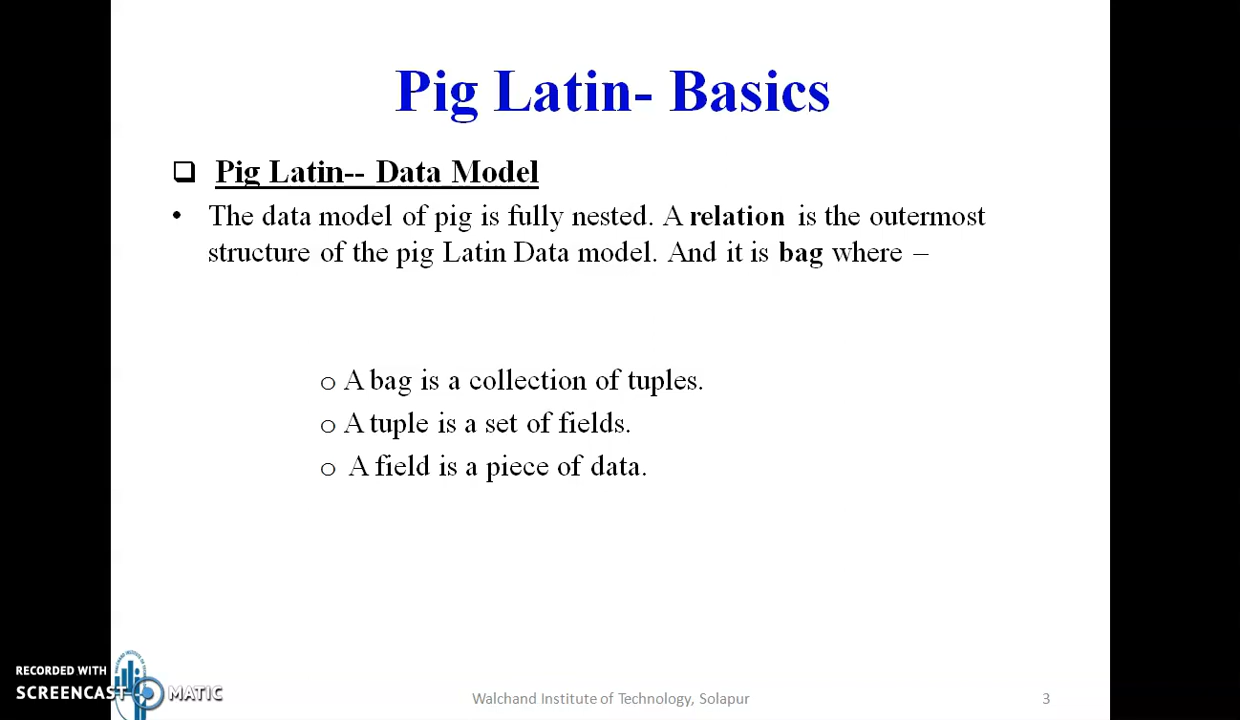 Pig Latin- Basics
Pig Latin-- Data Model
• The data model of pig is fully nested. A relation is the outermost
structure of the pig Latin Data model. And it is bag where –
o A bag is a collection of tuples.
o A tuple is a set of fields.
o A field is a piece of data.
RECORDED WITH
SCREENCAST MATIC
Walchand Institute of Technology, Solapur
3